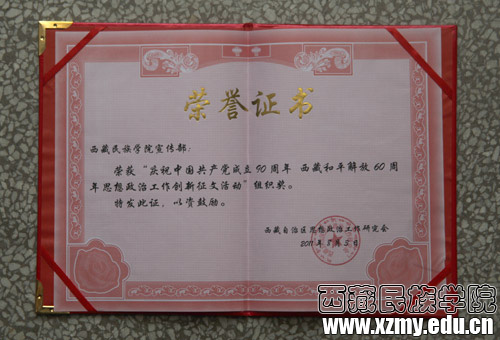 荣誉证书
西藏民族学院宣传部：
荣获“庆祝中国共产党成立90周年 西藏和平解放60周
年思想政治工作创新征文活动”组织奖。
特发此证，以资鼓励。
西藏自治区思想政治工作研究会
西藏民族学院
www.xzmy.edu.cn